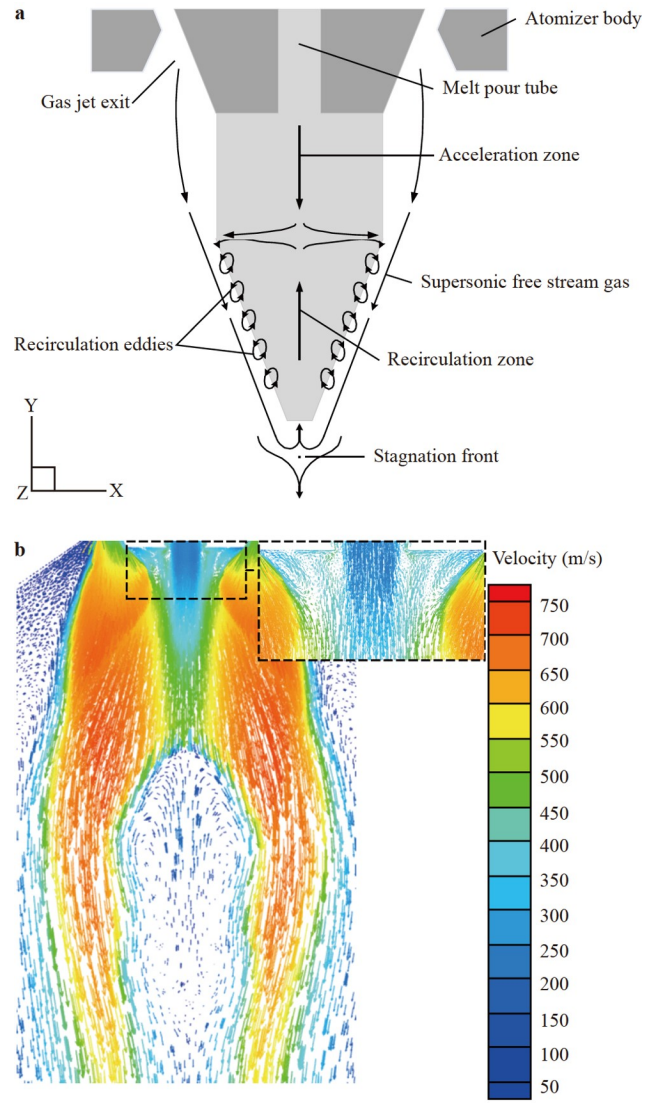 a
Atomizer body
Melt pour tube
Gas jet exit
Acceleration zone
Supersonic free stream gas
Recirculation eddies
Recirculation zone
Y
Z
X
Stagnation front
b
Velocity (m/s)
750
700
650
600
550
500
450
400
350
300
250
200
150
100
50